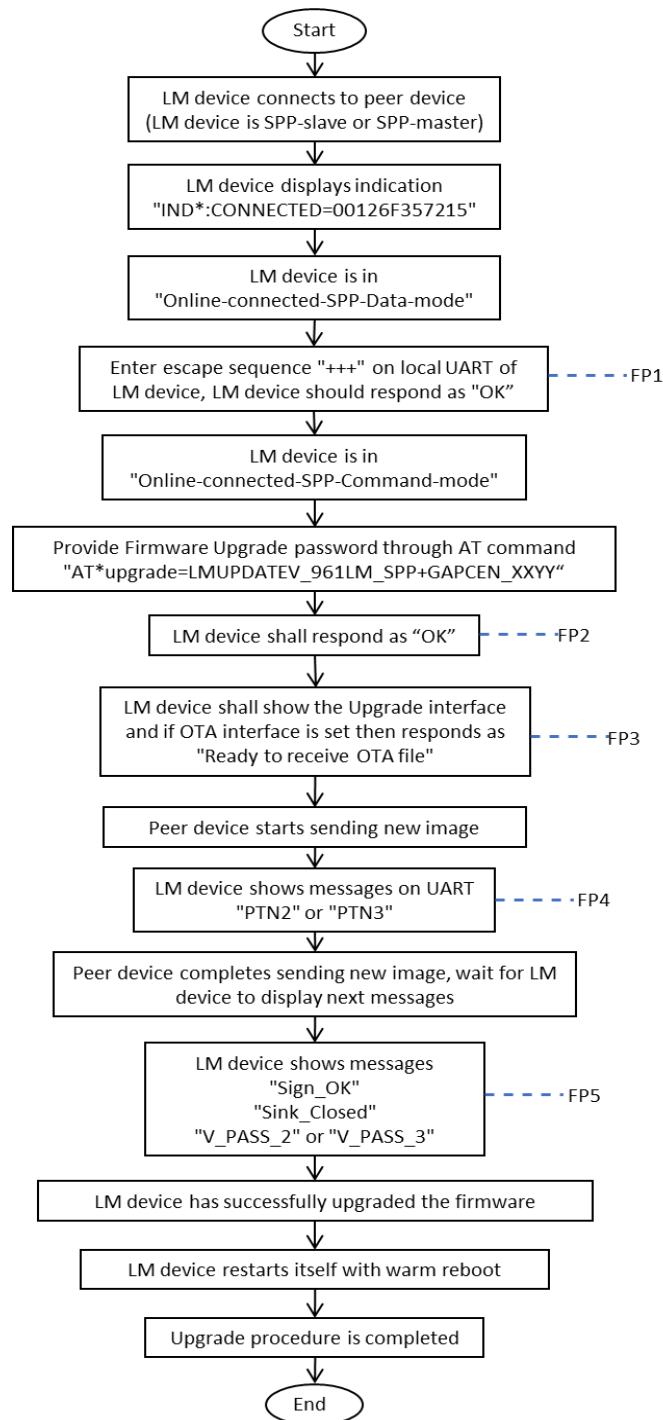 Start
LM device connects to peer device
(LM device is SPP-slave or SPP-master)
LM device displays indication
"IND*:CONNECTED=00126F357215"
LM device is in
"Online-connected-SPP-Data-mode"
Enter escape sequence "+++" on local UART of
LM device, LM device should respond as "OK”
FP1
LM device is in
"Online-connected-SPP-Command-mode"
Provide Firmware Upgrade password through AT command
"AT*upgrade=LMUPDATEV_961LM_SPP+GAPCEN_XXYY“
LM device shall respond as “OK”
FP2
LM device shall show the Upgrade interface
and if OTA interface is set then responds as
"Ready to receive OTA file"
FP3
Peer device starts sending new image
LM device shows messages on UART
"PTN2" or "PTN3"
FP4
Peer device completes sending new image, wait for LM
device to display next messages
LM device shows messages
"Sign_OK"
"Sink_Closed"
"V_PASS_2" or "V_PASS_3"
FP5
LM device has successfully upgraded the firmware
LM device restarts itself with warm reboot
Upgrade procedure is completed
End